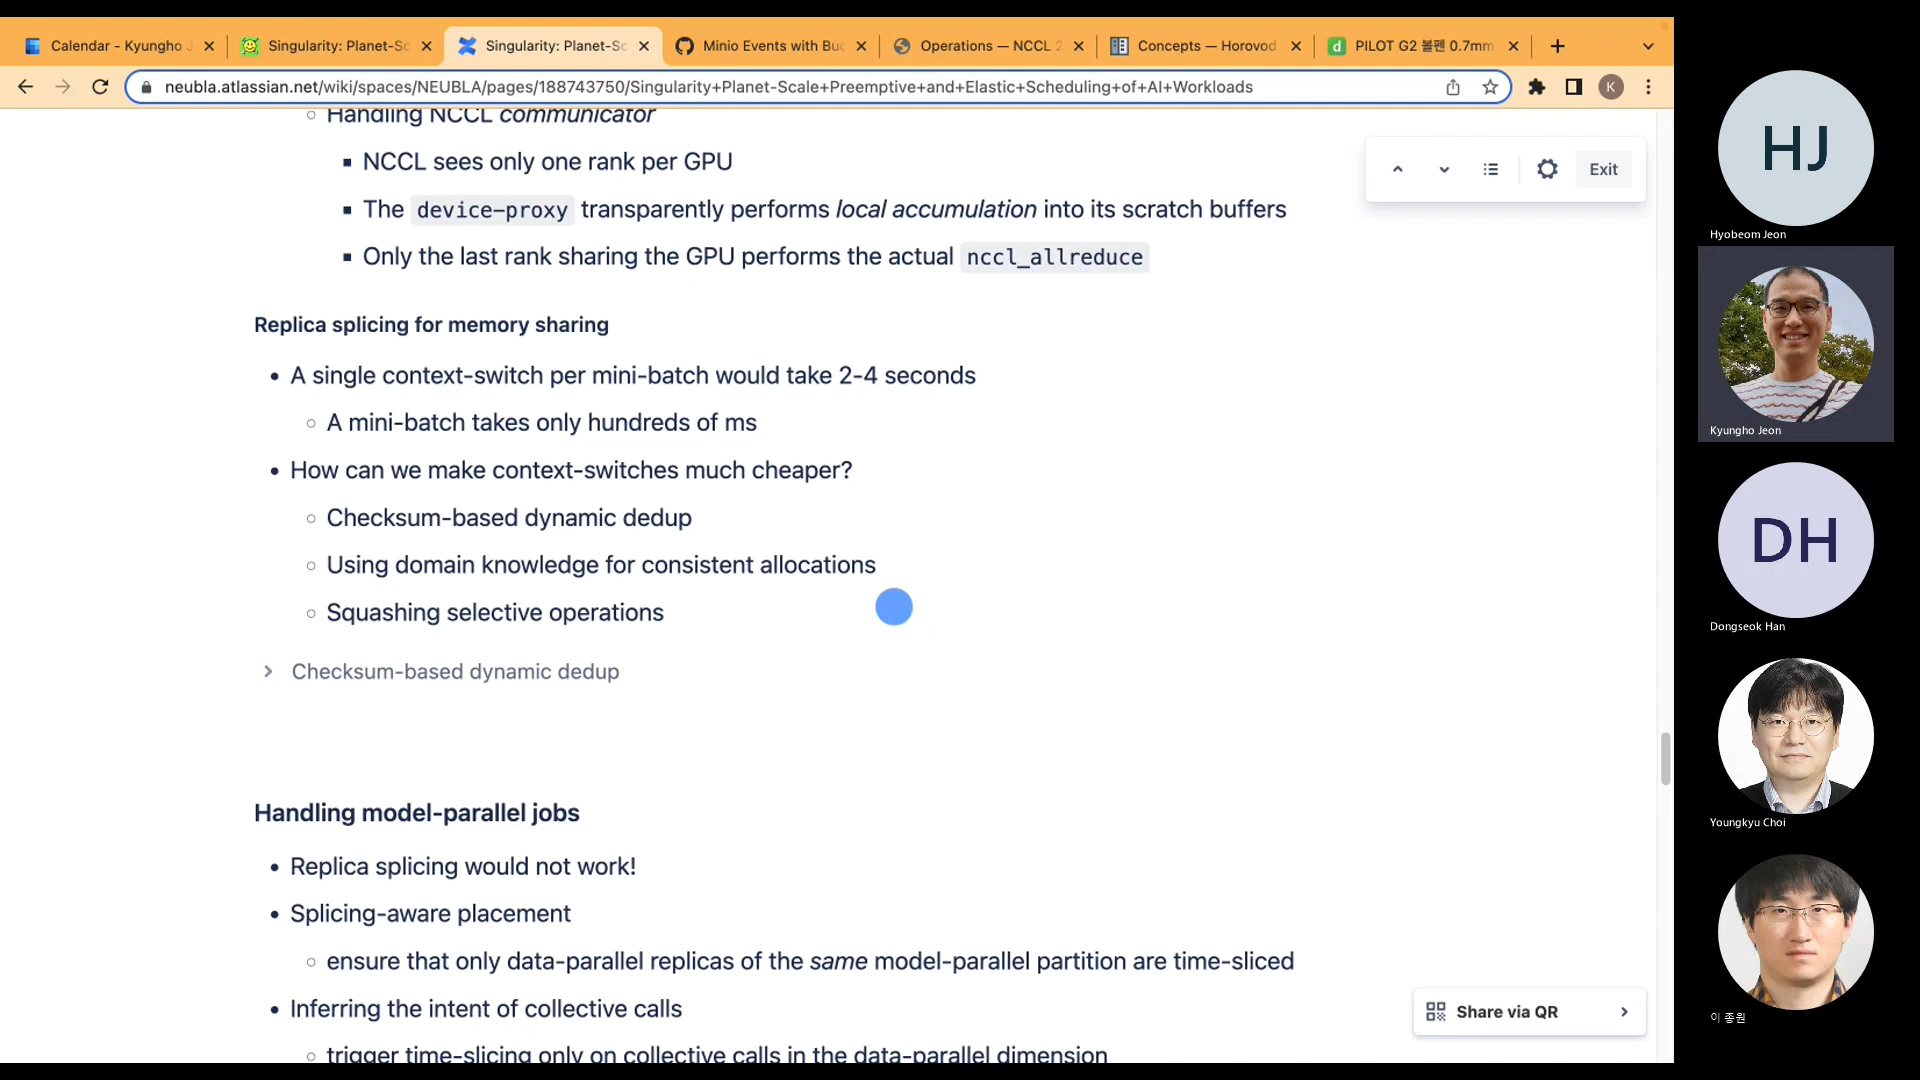 Calendar - Kyungho J
Singularity: Planet-Sc
Singularity: Planet-Sc
Minio Events with Buc
Operations — NCCL 2
Concepts — Horovod
d PILOT G2 볼펜 0.7mm
neubla.atlassian.net/wiki/spaces/NEUBLA/pages/188743750/Singularity+Planet-Scale+Preemptive+and+Elastic+Scheduling+of+AI+Workloads
K
Handling NCCL communicator
NCCL sees only one rank per GPU
The device-proxy transparently performs local accumulation into its scratch buffers
Only the last rank sharing the GPU performs the actual nccl_allreduce
Exit
Replica splicing for memory sharing
A single context-switch per mini-batch would take 2-4 seconds
A mini-batch takes only hundreds of ms
How can we make context-switches much cheaper?
Checksum-based dynamic dedup
Using domain knowledge for consistent allocations
Squashing selective operations
Checksum-based dynamic dedup
Handling model-parallel jobs
Replica splicing would not work!
Splicing-aware placement
ensure that only data-parallel replicas of the same model-parallel partition are time-sliced
Inferring the intent of collective calls
trigger time-slicing only on collective calls in the data-parallel dimension
Share via QR
HJ
Hyobeom Jeon
Kyungho Jeon
DH
Dongseok Han
Youngkyu Choi
이 종원